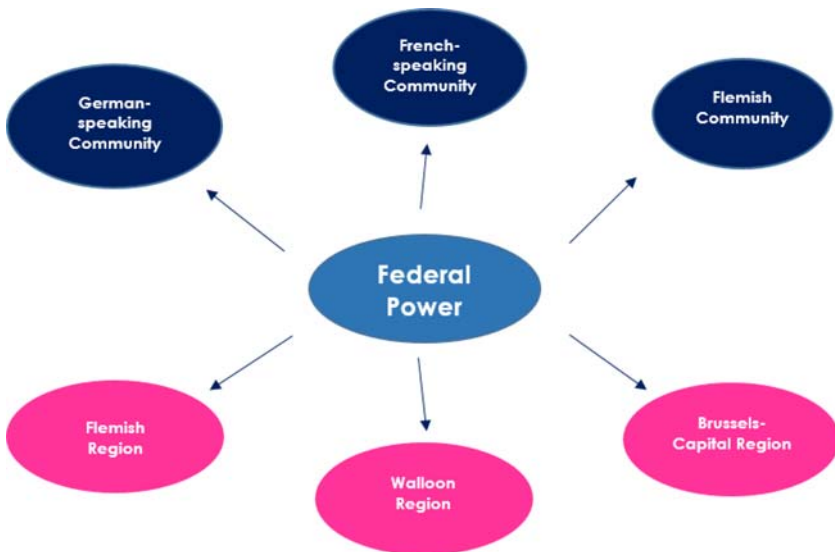 French-
speaking
Community
German-
speaking
Community
Flemish
Community
Federal
Power
Flemish
Region
Walloon
Region
Brussels-
Capital Region